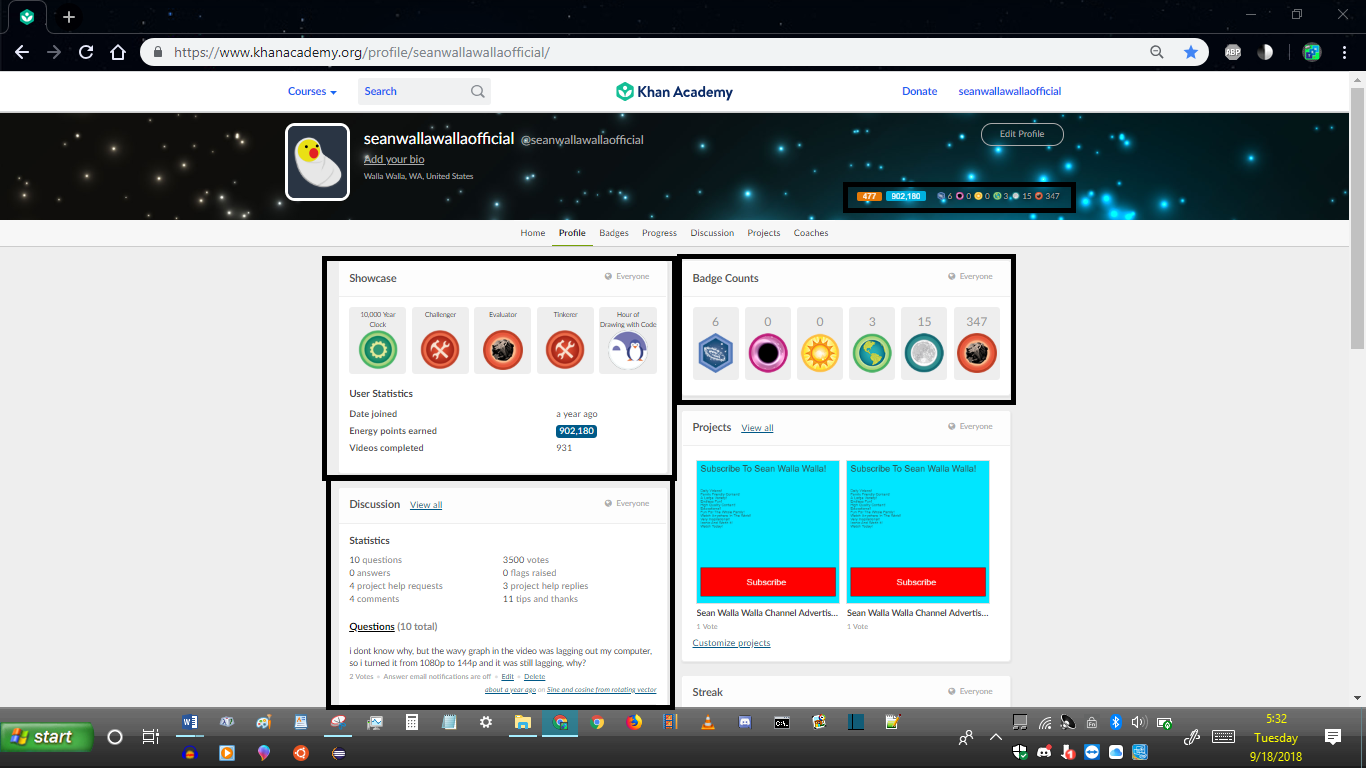 https://www.khanacademy.org/profile/seanwallawallaofficial/
ABP
Courses
Search
Khan Academy
Donate
seanwallawallaofficial
seanwallawallaofficial @seanwallawallaofficial
Add your bio
Walla Walla, WA, United States
Edit Profile
477 902,180 6 0 0 3 15 347
Home Profile Badges Progress Discussion Projects Coaches
Showcase
Everyone
10,000 Year Clock
Challenger
Evaluator
Tinkerer
Hour of Drawing with Code
User Statistics
Date joined a year ago
Energy points earned 902,180
Videos completed 931
Badge Counts
Everyone
6 0 0 3 15 347
Discussion View all
Everyone
Statistics
10 questions 3500 votes
0 answers 0 flags raised
4 project help requests 3 project help replies
4 comments 11 tips and thanks
Questions (10 total)
i dont know why, but the wavy graph in the video was lagging out my computer,
so i turned it from 1080p to 144p and it was still lagging, why?
2 Votes • Answer email notifications are off • Edit • Delete
about a year ago on Sine and cosine from rotating vector
Projects View all
Everyone
Subscribe To Sean Walla Walla!
Subscribe
Sean Walla Walla Channel Advertis...
1 Vote
Subscribe To Sean Walla Walla!
Subscribe
Sean Walla Walla Channel Advertis...
1 Vote
Customize projects
Streak
Everyone
start
5:32
Tuesday
9/18/2018